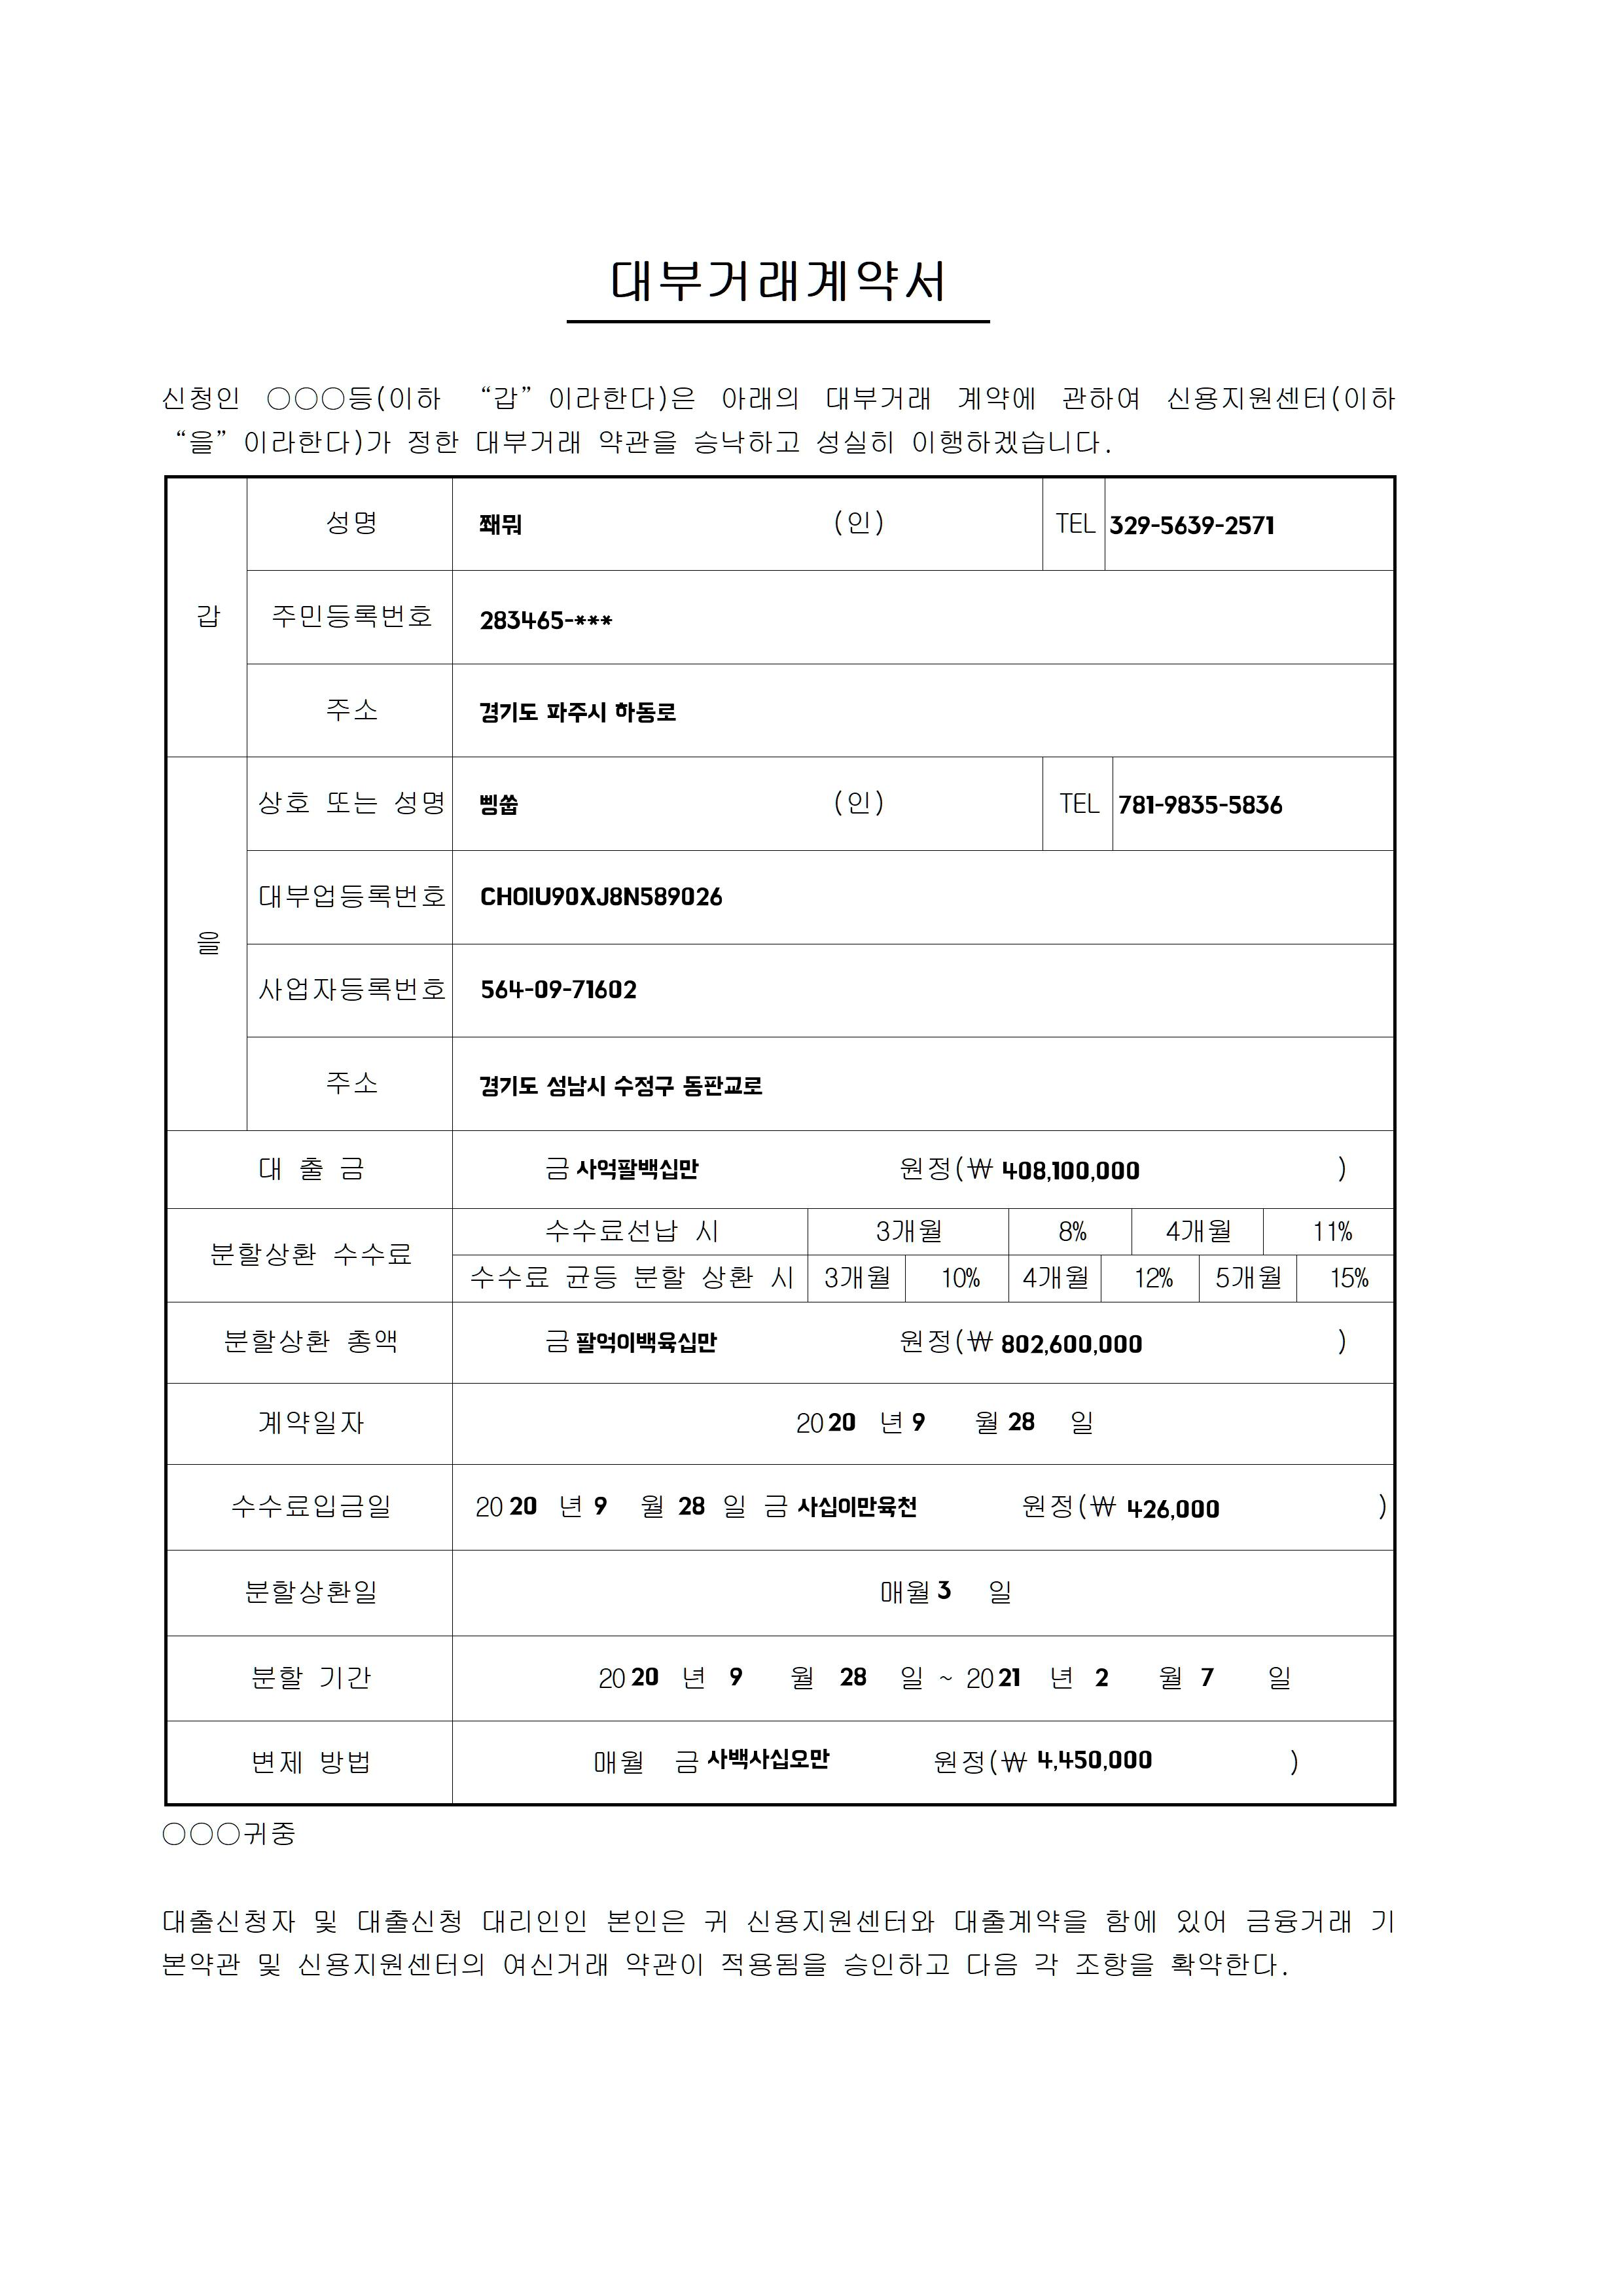 대부거래계약서
신청인 ○○○등(이하 “갑”이라한다)은 아래의 대부거래 계약에 관하여 신용지원센터(이하
“을”이라한다)가 정한 대부거래 약관을 승낙하고 성실히 이행하겠습니다.
갑
성명 쫴뭐 (인) TEL 329-5639-2571
주민등록번호 283465-***
주소 경기도 파주시 하동로
을
상호 또는 성명 삥쑵 (인) TEL 781-9835-5836
대부업등록번호 CHOIU90XJ8N589026
사업자등록번호 564-09-71602
주소 경기도 성남시 수정구 동판교로
대 출 금 금 사억팔백십만 원정(₩ 408,100,000 )
분할상환 수수료
수수료선납 시 3개월 8% 4개월 11%
수수료 균등 분할 상환 시 3개월 10% 4개월 12% 5개월 15%
분할상환 총액 금 팔억이백육십만 원정(₩ 802,600,000 )
계약일자 2020 년 9 월 28 일
수수료입금일 2020 년 9 월 28 일 금 사십이만육천 원정(₩ 426,000 )
분할상환일 매월 3 일
분할 기간 2020 년 9 월 28 일 ~ 2021 년 2 월 7 일
변제 방법 매월 금 사백사십오만 원정(₩ 4,450,000 )
○○○귀중
대출신청자 및 대출신청 대리인인 본인은 귀 신용지원센터와 대출계약을 함에 있어 금융거래 기
본약관 및 신용지원센터의 여신거래 약관이 적용됨을 승인하고 다음 각 조항을 확약한다.